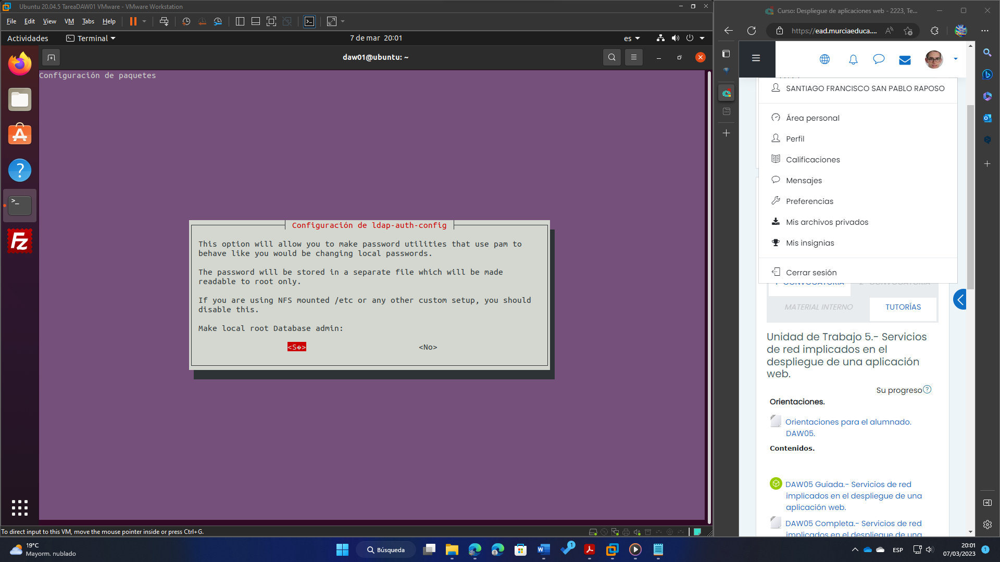 Ubuntu 20.04.5 TareaDAW01 VMware - VMware Workstation
File Edit View VM Tabs Help
Actividades
Terminal
7 de mar 20:01
es
daw01@ubuntu: ~
Configuración de paquetes
Configuración de ldap-auth-config
This option will allow you to make password utilities that use pam to
behave like you would be changing local passwords.
The password will be stored in a separate file which will be made
readable to root only.
If you are using NFS mounted /etc or any other custom setup, you should
disable this.
Make local root Database admin:
<S�>
<No>
To direct input to this VM, move the mouse pointer inside or press Ctrl+G.
Curso: Despliegue de aplicaciones web - 2223, Te...
https://ead.murciaeduca....
SANTIAGO FRANCISCO SAN PABLO RAPOSO
Área personal
Perfil
Calificaciones
Mensajes
Preferencias
Mis archivos privados
Mis insignias
Cerrar sesión
MATERIAL INTERNO
TUTORÍAS
Unidad de Trabajo 5.- Servicios
de red implicados en el
despliegue de una aplicación
web.
Su progreso
Orientaciones.
Orientaciones para el alumnado.
DAW05.
Contenidos.
DAW05 Guiada.- Servicios de red
implicados en el despliegue de una
aplicación web.
DAW05 Completa.- Servicios de red
implicados en el despliegue de una
19°C
Mayorm. nublado
Búsqueda
1
ESP
20:01
07/03/2023
1